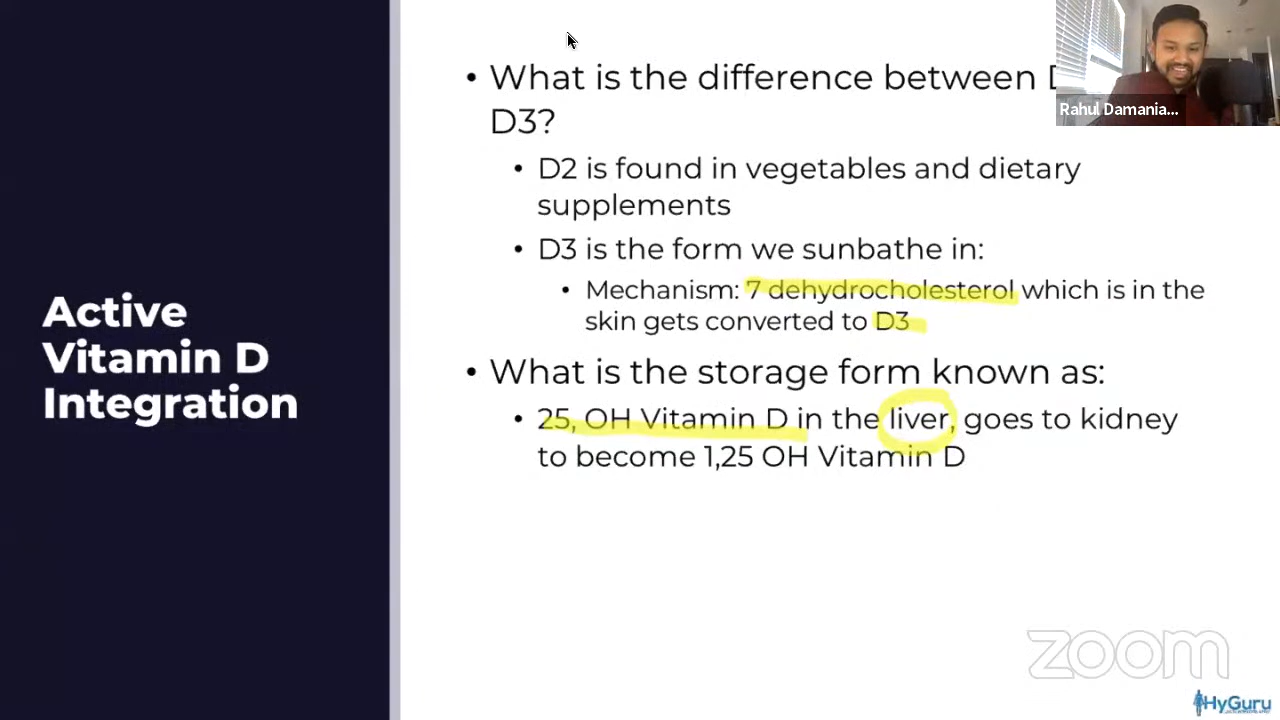 Rahul Damania...
• What is the difference between
D3?
• D2 is found in vegetables and dietary
supplements
• D3 is the form we sunbathe in:
• Mechanism: 7 dehydrocholesterol which is in the
skin gets converted to D3
Active
Vitamin D
Integration
• What is the storage form known as:
• 25, OH Vitamin D in the liver, goes to kidney
to become 1,25 OH Vitamin D
zoom
HyGuru